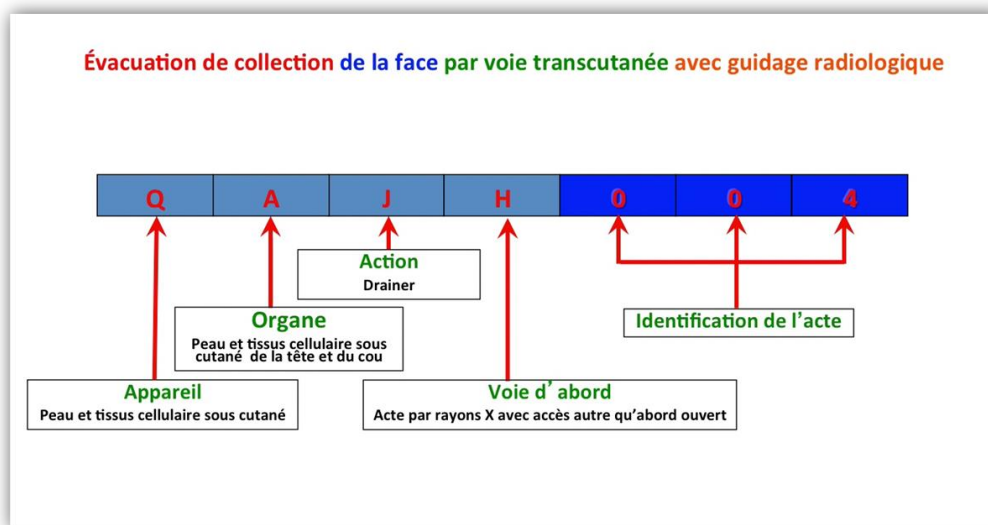 Évacuation de collection de la face par voie transcutanée avec guidage radiologique
Q A J H 0 0 4
Action
Drainer
Organe
Peau et tissus cellulaire sous
cutané de la tête et du cou
Identification de l'acte
Appareil
Peau et tissus cellulaire sous cutané
Voie d' abord
Acte par rayons X avec accès autre qu'abord ouvert